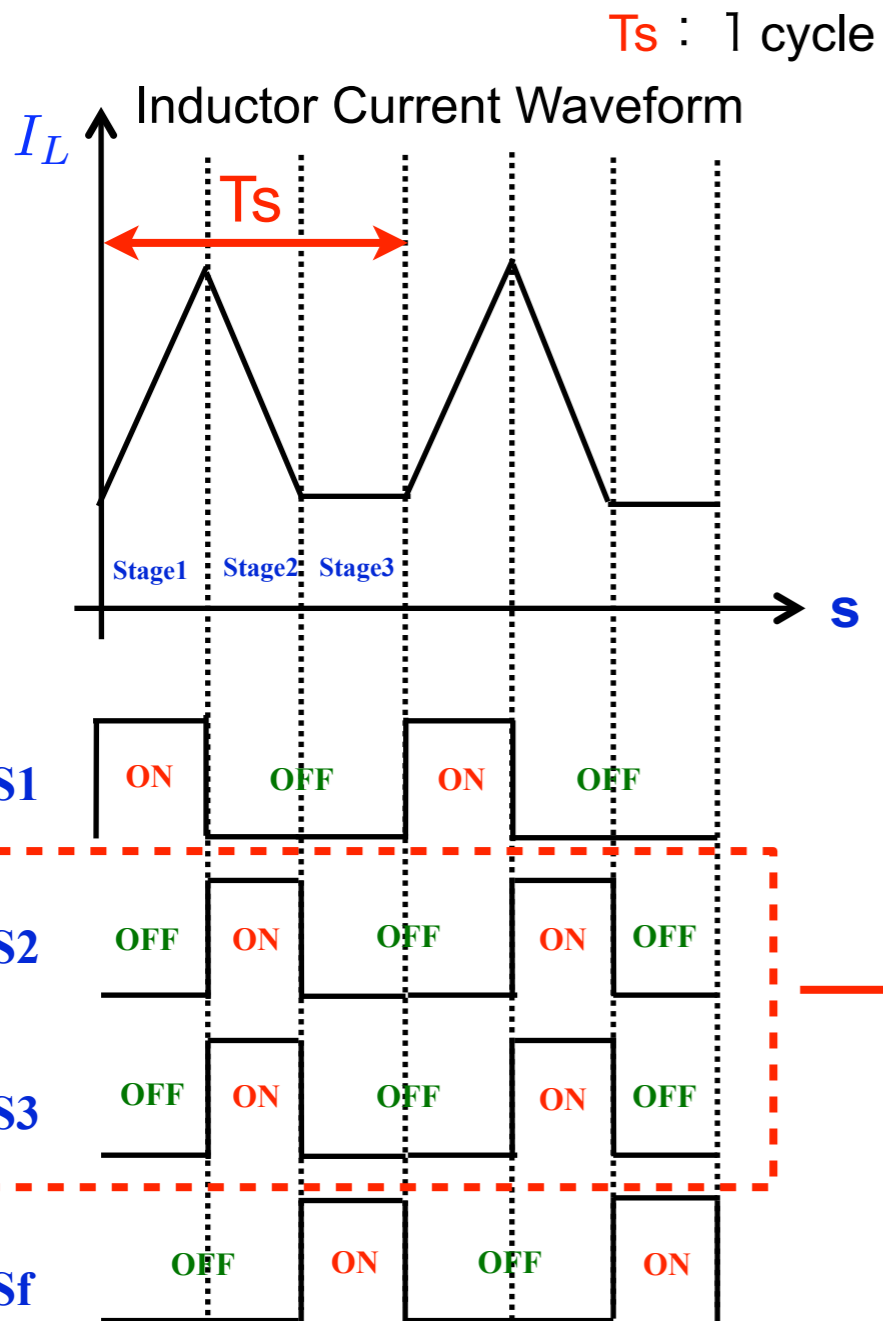 Ts： 1 cycle
Inductor Current Waveform
I_L
Ts
Stage1 Stage2 Stage3
s
S1 ON OFF ON OFF
S2 OFF ON OFF ON OFF
S3 OFF ON OFF ON OFF
Sf OFF ON OFF ON